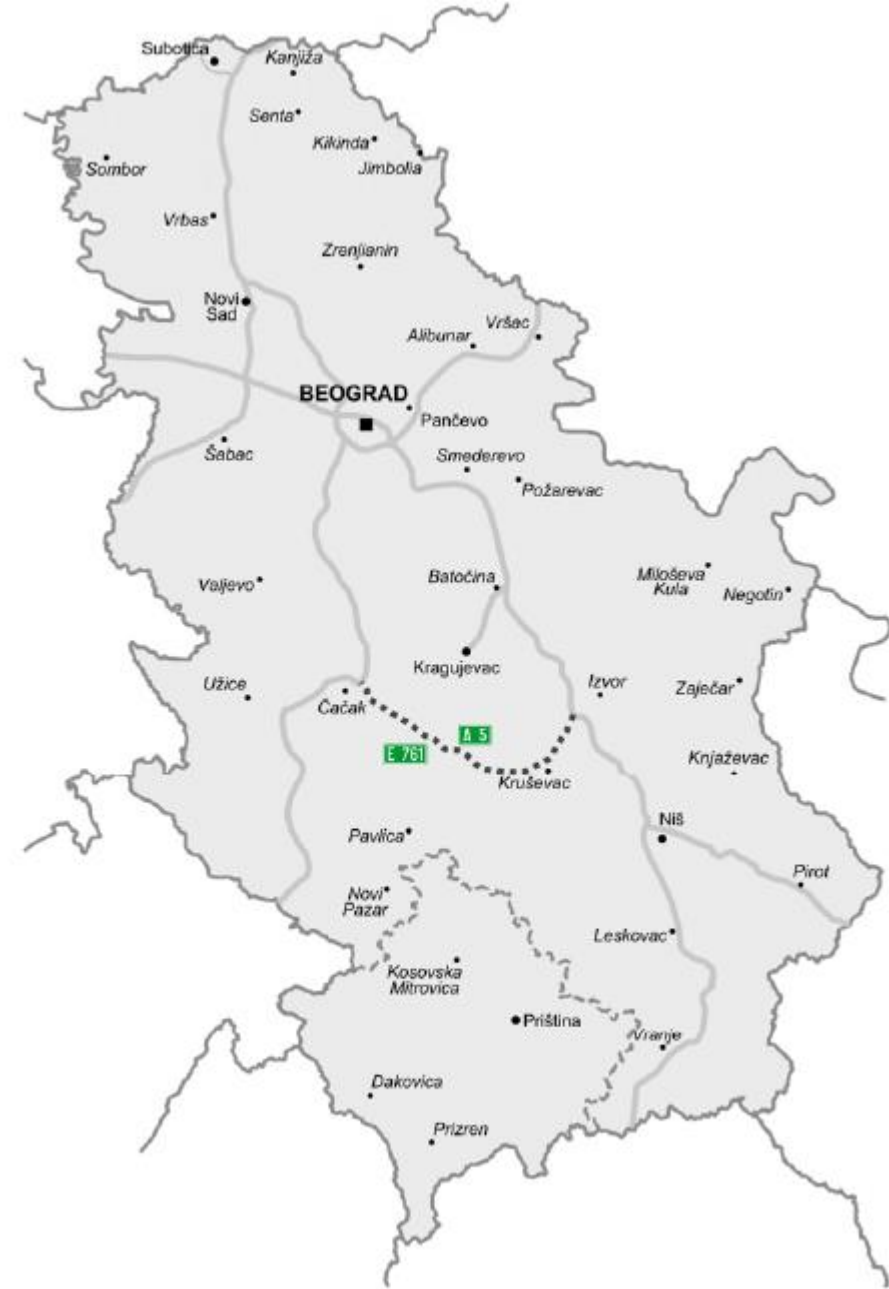 Subotica
Kanjiža
Senta
Kikinda
Jimbolia
Sombor
Vrbas
Zrenjianin
Novi
Sad
Alibunar
Vršac
BEOGRAD
Pančevo
Šabac
Smederevo
Požarevac
Valjevo
Batočina
Miloševa
Kula
Negotin
Kragujevac
Užice
Čačak
Izvor
Zaječar
A 5
E 761
Kruševac
Knjaževac
Pavlica
Niš
Novi
Pazar
Pirot
Leskovac
Kosovska
Mitrovica
Priština
Vranje
Dakovica
Prizren